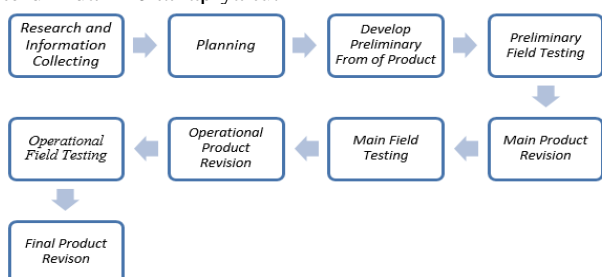 Research and
Information
Collecting
Planning
Develop
Preliminary
From of Product
Preliminary
Field Testing
Main Product
Revision
Main Field
Testing
Operational
Product
Revision
Operational
Field Testing
Final Product
Revison